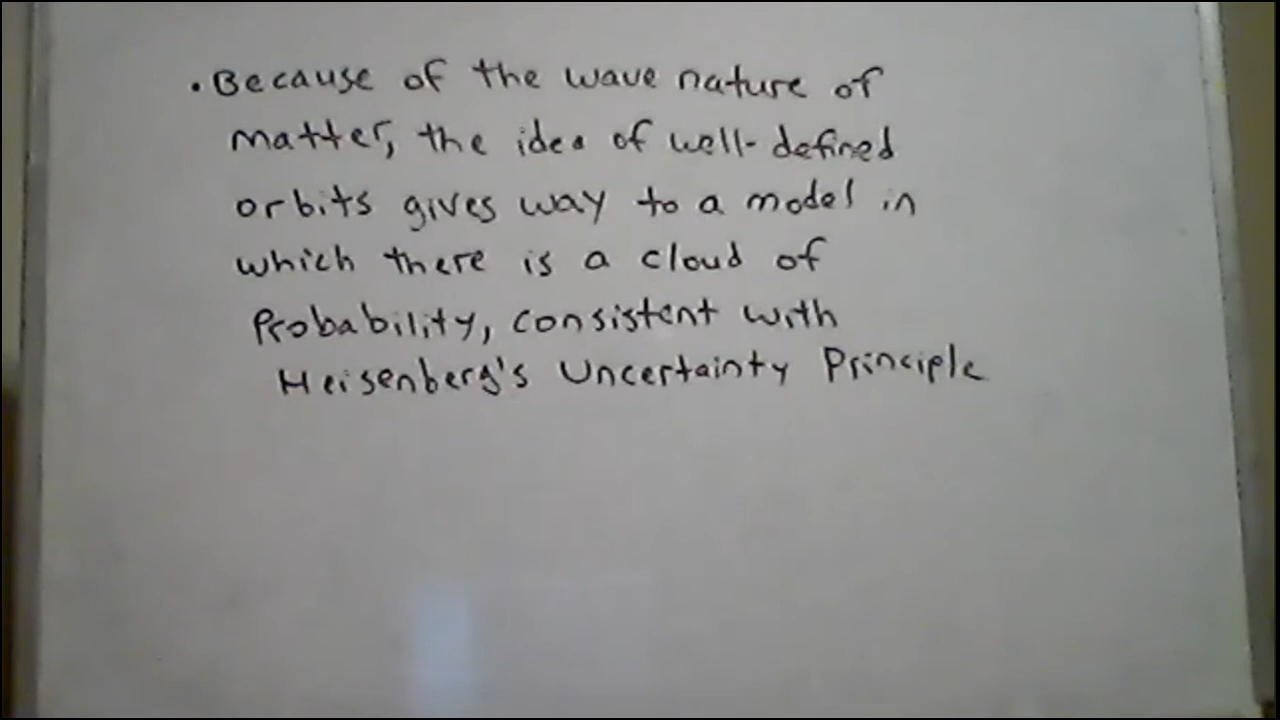 • Because of the wave nature of
matter, the idea of well-defined
orbits gives way to a model in
which there is a cloud of
Probability, consistent with
Heisenberg's Uncertainty Principle